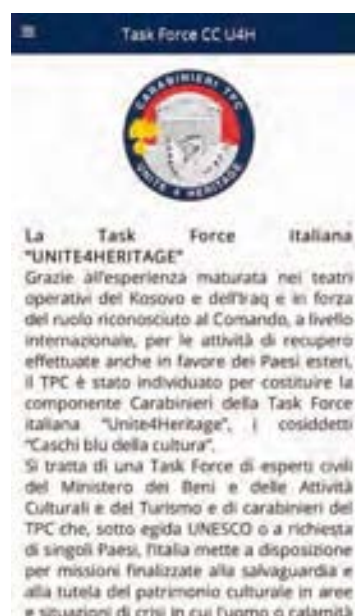 Task Force CC U4H
CARABINIERI TPC
UNITE 4 HERITAGE
La Task Force Italiana
"UNITE4HERITAGE"
Grazie all'esperienza maturata nei teatri
operativi del Kosovo e dell'Iraq e in forza
del ruolo riconosciuto al Comando, a livello
internazionale, per le attività di recupero
effettuate anche in favore dei Paesi esteri,
il TPC è stato individuato per costituire la
componente Carabinieri della Task Force
italiana "Unite4Heritage", i cosiddetti
"Caschi blu della cultura".
Si tratta di una Task Force di esperti civili
del Ministero dei Beni e delle Attività
Culturali e del Turismo e di carabinieri del
TPC che, sotto egida UNESCO o a richiesta
di singoli Paesi, l'Italia mette a disposizione
per missioni finalizzate alla salvaguardia e
alla tutela del patrimonio culturale in aree
e situazioni di crisi in cui l'uomo o calamità